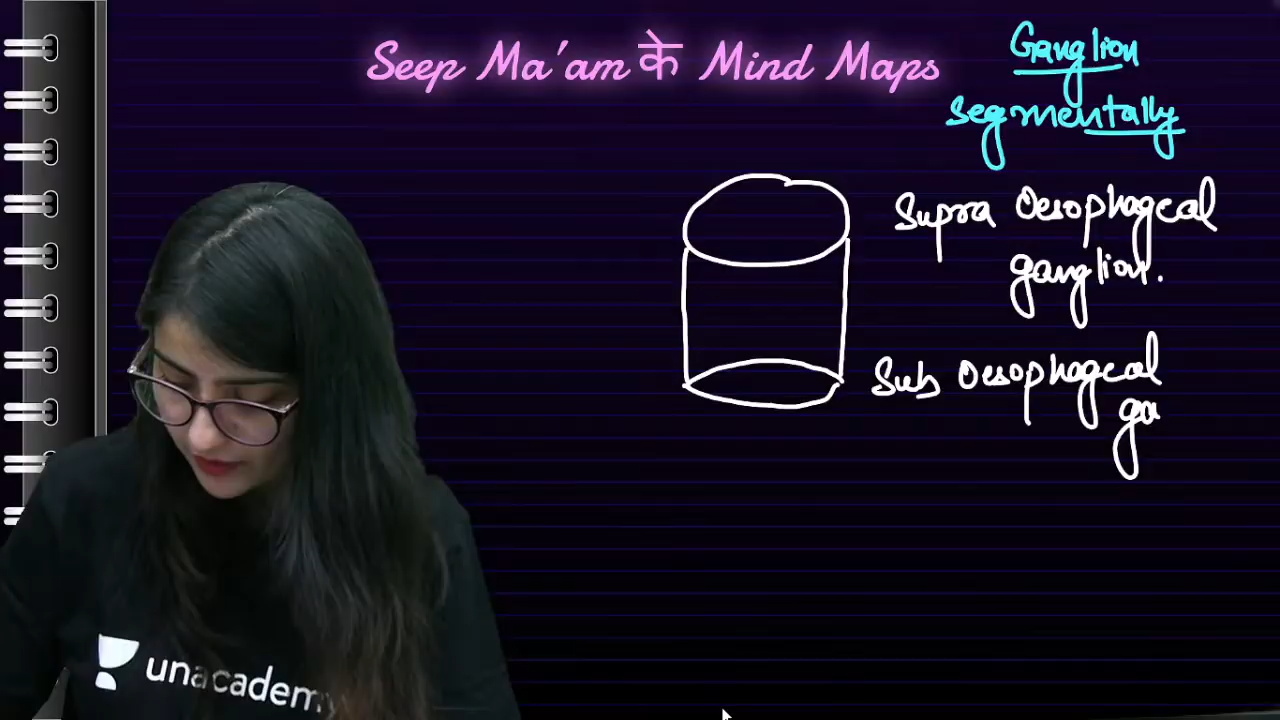 Seep Ma'am के Mind Maps
Ganglion
Segmentally
Supra Oesophageal
ganglion.
Sub Oesophageal
ga
unacademy